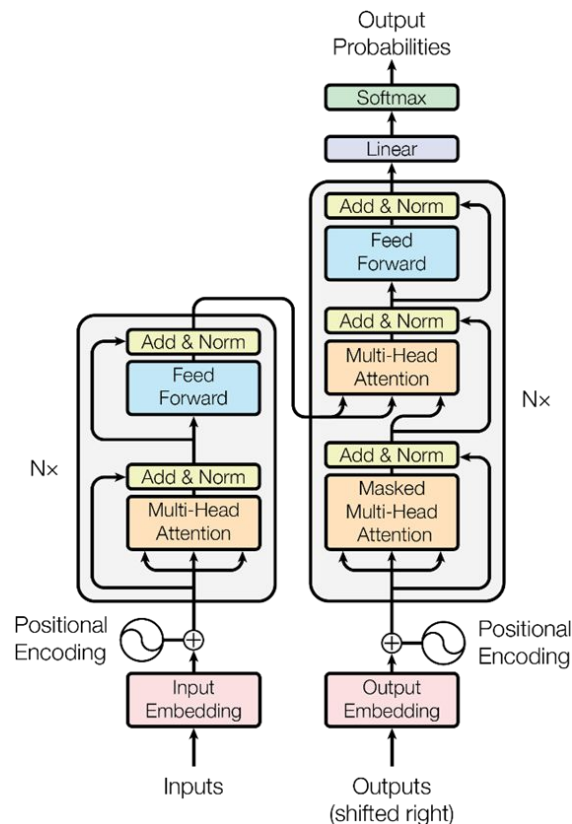 Output
Probabilities
Softmax
Linear
Add & Norm
Feed
Forward
Add & Norm
Multi-Head
Attention
Add & Norm
Masked
Multi-Head
Attention
Nx
Add & Norm
Feed
Forward
Add & Norm
Multi-Head
Attention
Nx
Positional
Encoding
Positional
Encoding
Input
Embedding
Output
Embedding
Inputs
Outputs
(shifted right)